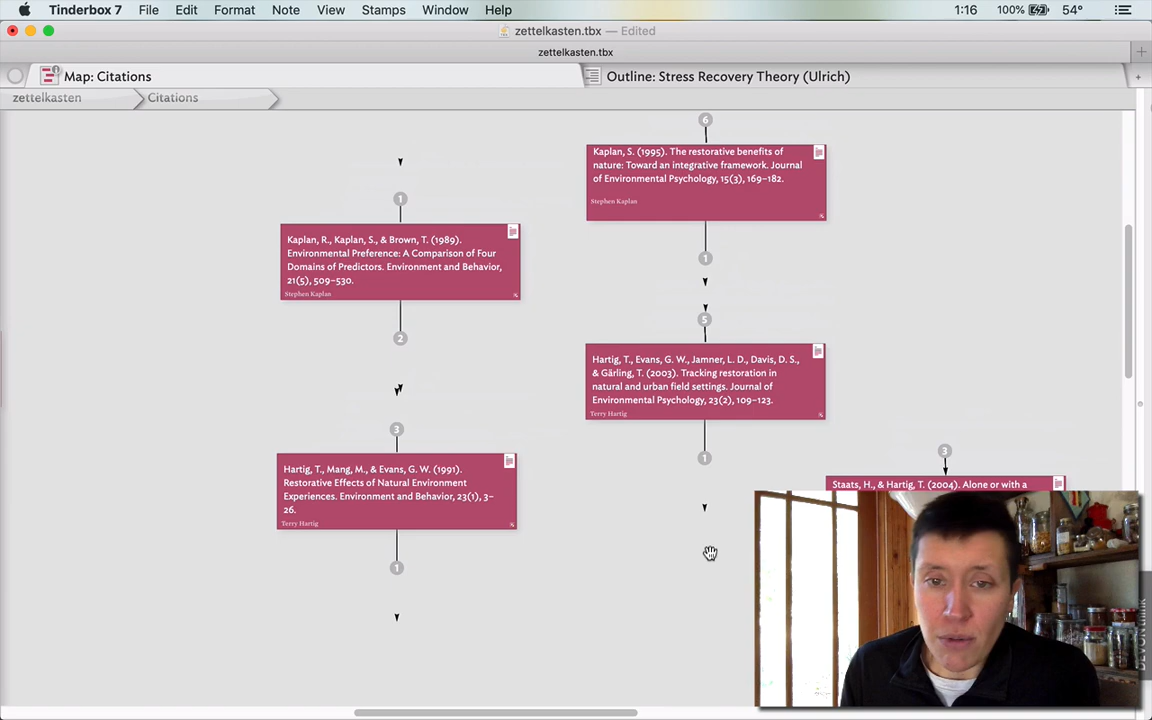 Tinderbox 7 File Edit Format Note View Stamps Window Help 1:16 100% 54°
zettelkasten.tbx — Edited
zettelkasten.tbx
Map: Citations
Outline: Stress Recovery Theory (Ulrich)
zettelkasten
Citations
6
Kaplan, S. (1995). The restorative benefits of
nature: Toward an integrative framework. Journal
of Environmental Psychology, 15(3), 169–182.
Stephen Kaplan
1
1
Kaplan, R., Kaplan, S., & Brown, T. (1989).
Environmental Preference: A Comparison of Four
Domains of Predictors. Environment and Behavior,
21(5), 509–530.
Stephen Kaplan
2
5
Hartig, T., Evans, G. W., Jamner, L. D., Davis, D. S.,
& Gärling, T. (2003). Tracking restoration in
natural and urban field settings. Journal of
Environmental Psychology, 23(2), 109–123.
Terry Hartig
1
3
Hartig, T., Mang, M., & Evans, G. W. (1991).
Restorative Effects of Natural Environment
Experiences. Environment and Behavior, 23(1), 3–
26.
Terry Hartig
1
3
Staats, H., & Hartig, T. (2004). Alone or with a
DEVONthink